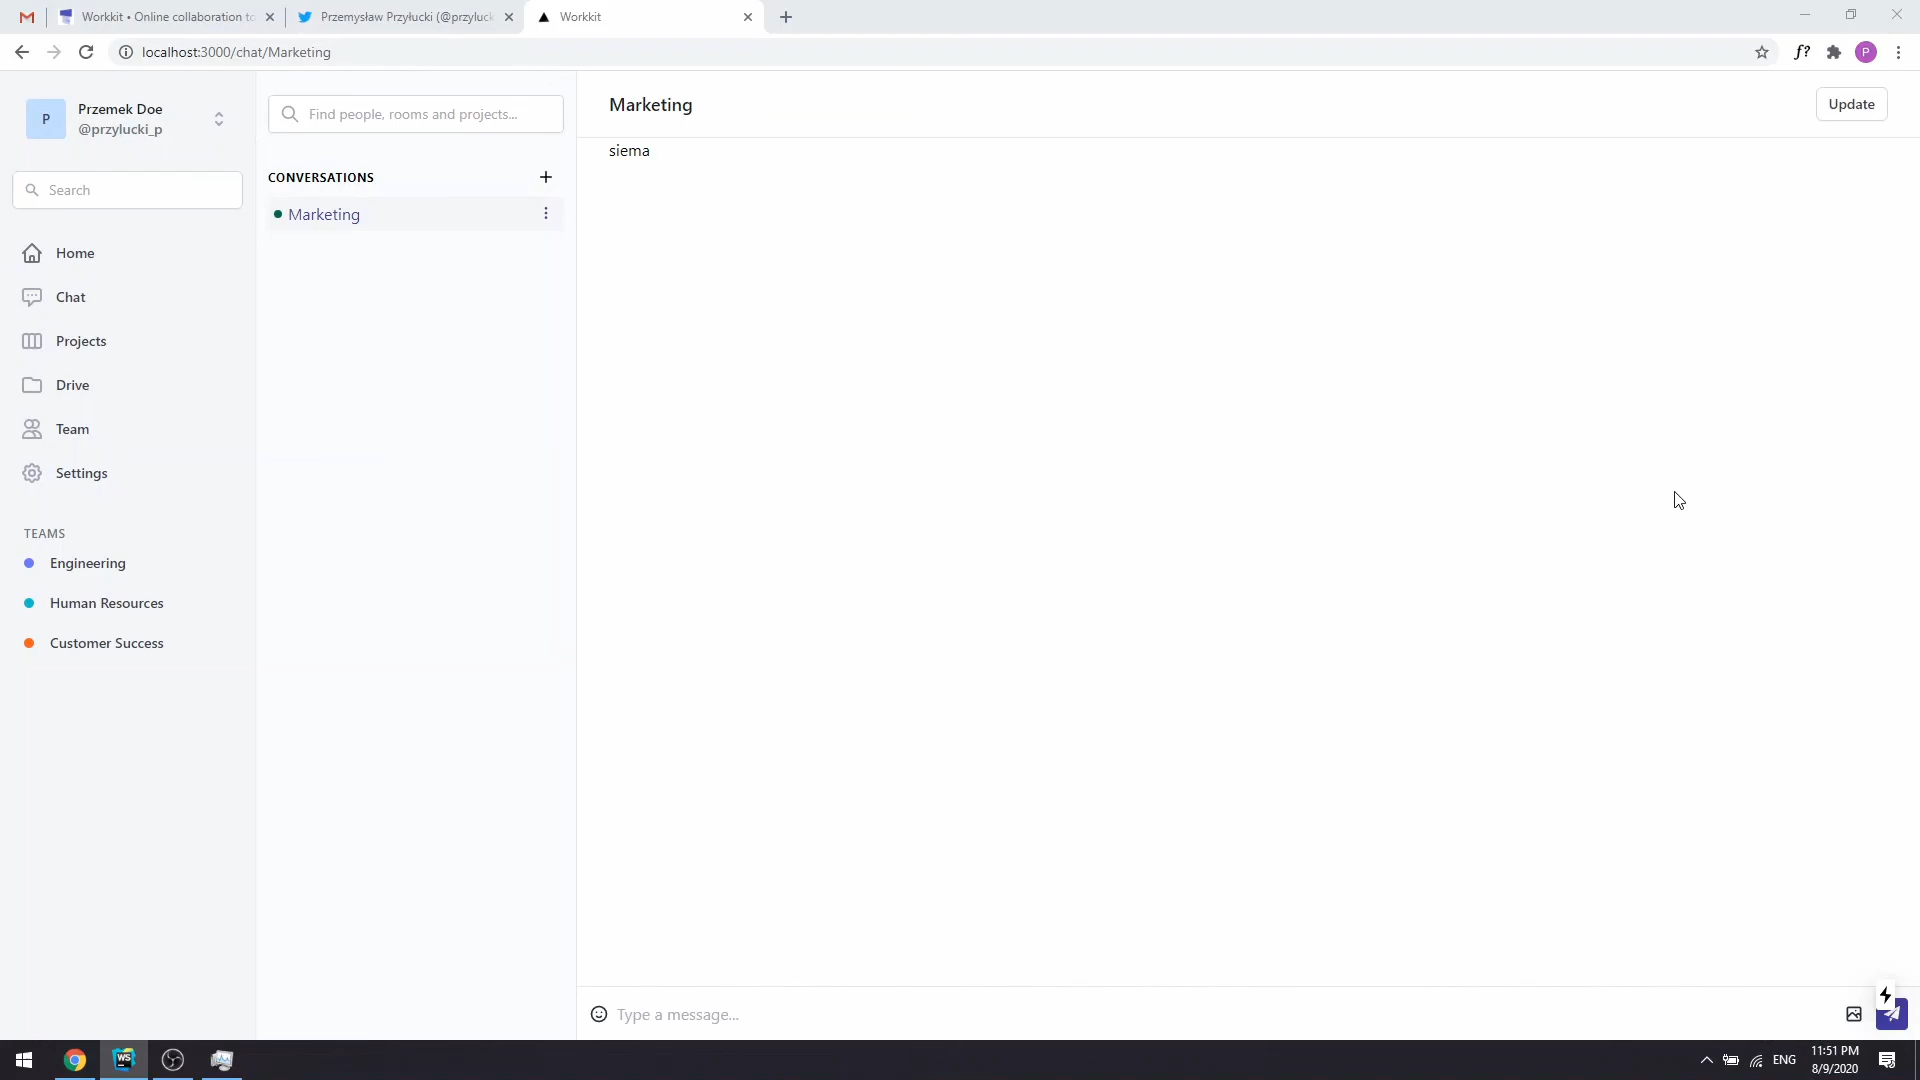 Workkit • Online collaboration to
Przemysław Przyłucki (@przyluck
Workkit
localhost:3000/chat/Marketing
f?
P
P
Przemek Doe
@przylucki_p
Search
Home
Chat
Projects
Drive
Team
Settings
TEAMS
Engineering
Human Resources
Customer Success
Find people, rooms and projects...
CONVERSATIONS
Marketing
Marketing
Update
siema
Type a message...
WS
ENG
11:51 PM
8/9/2020